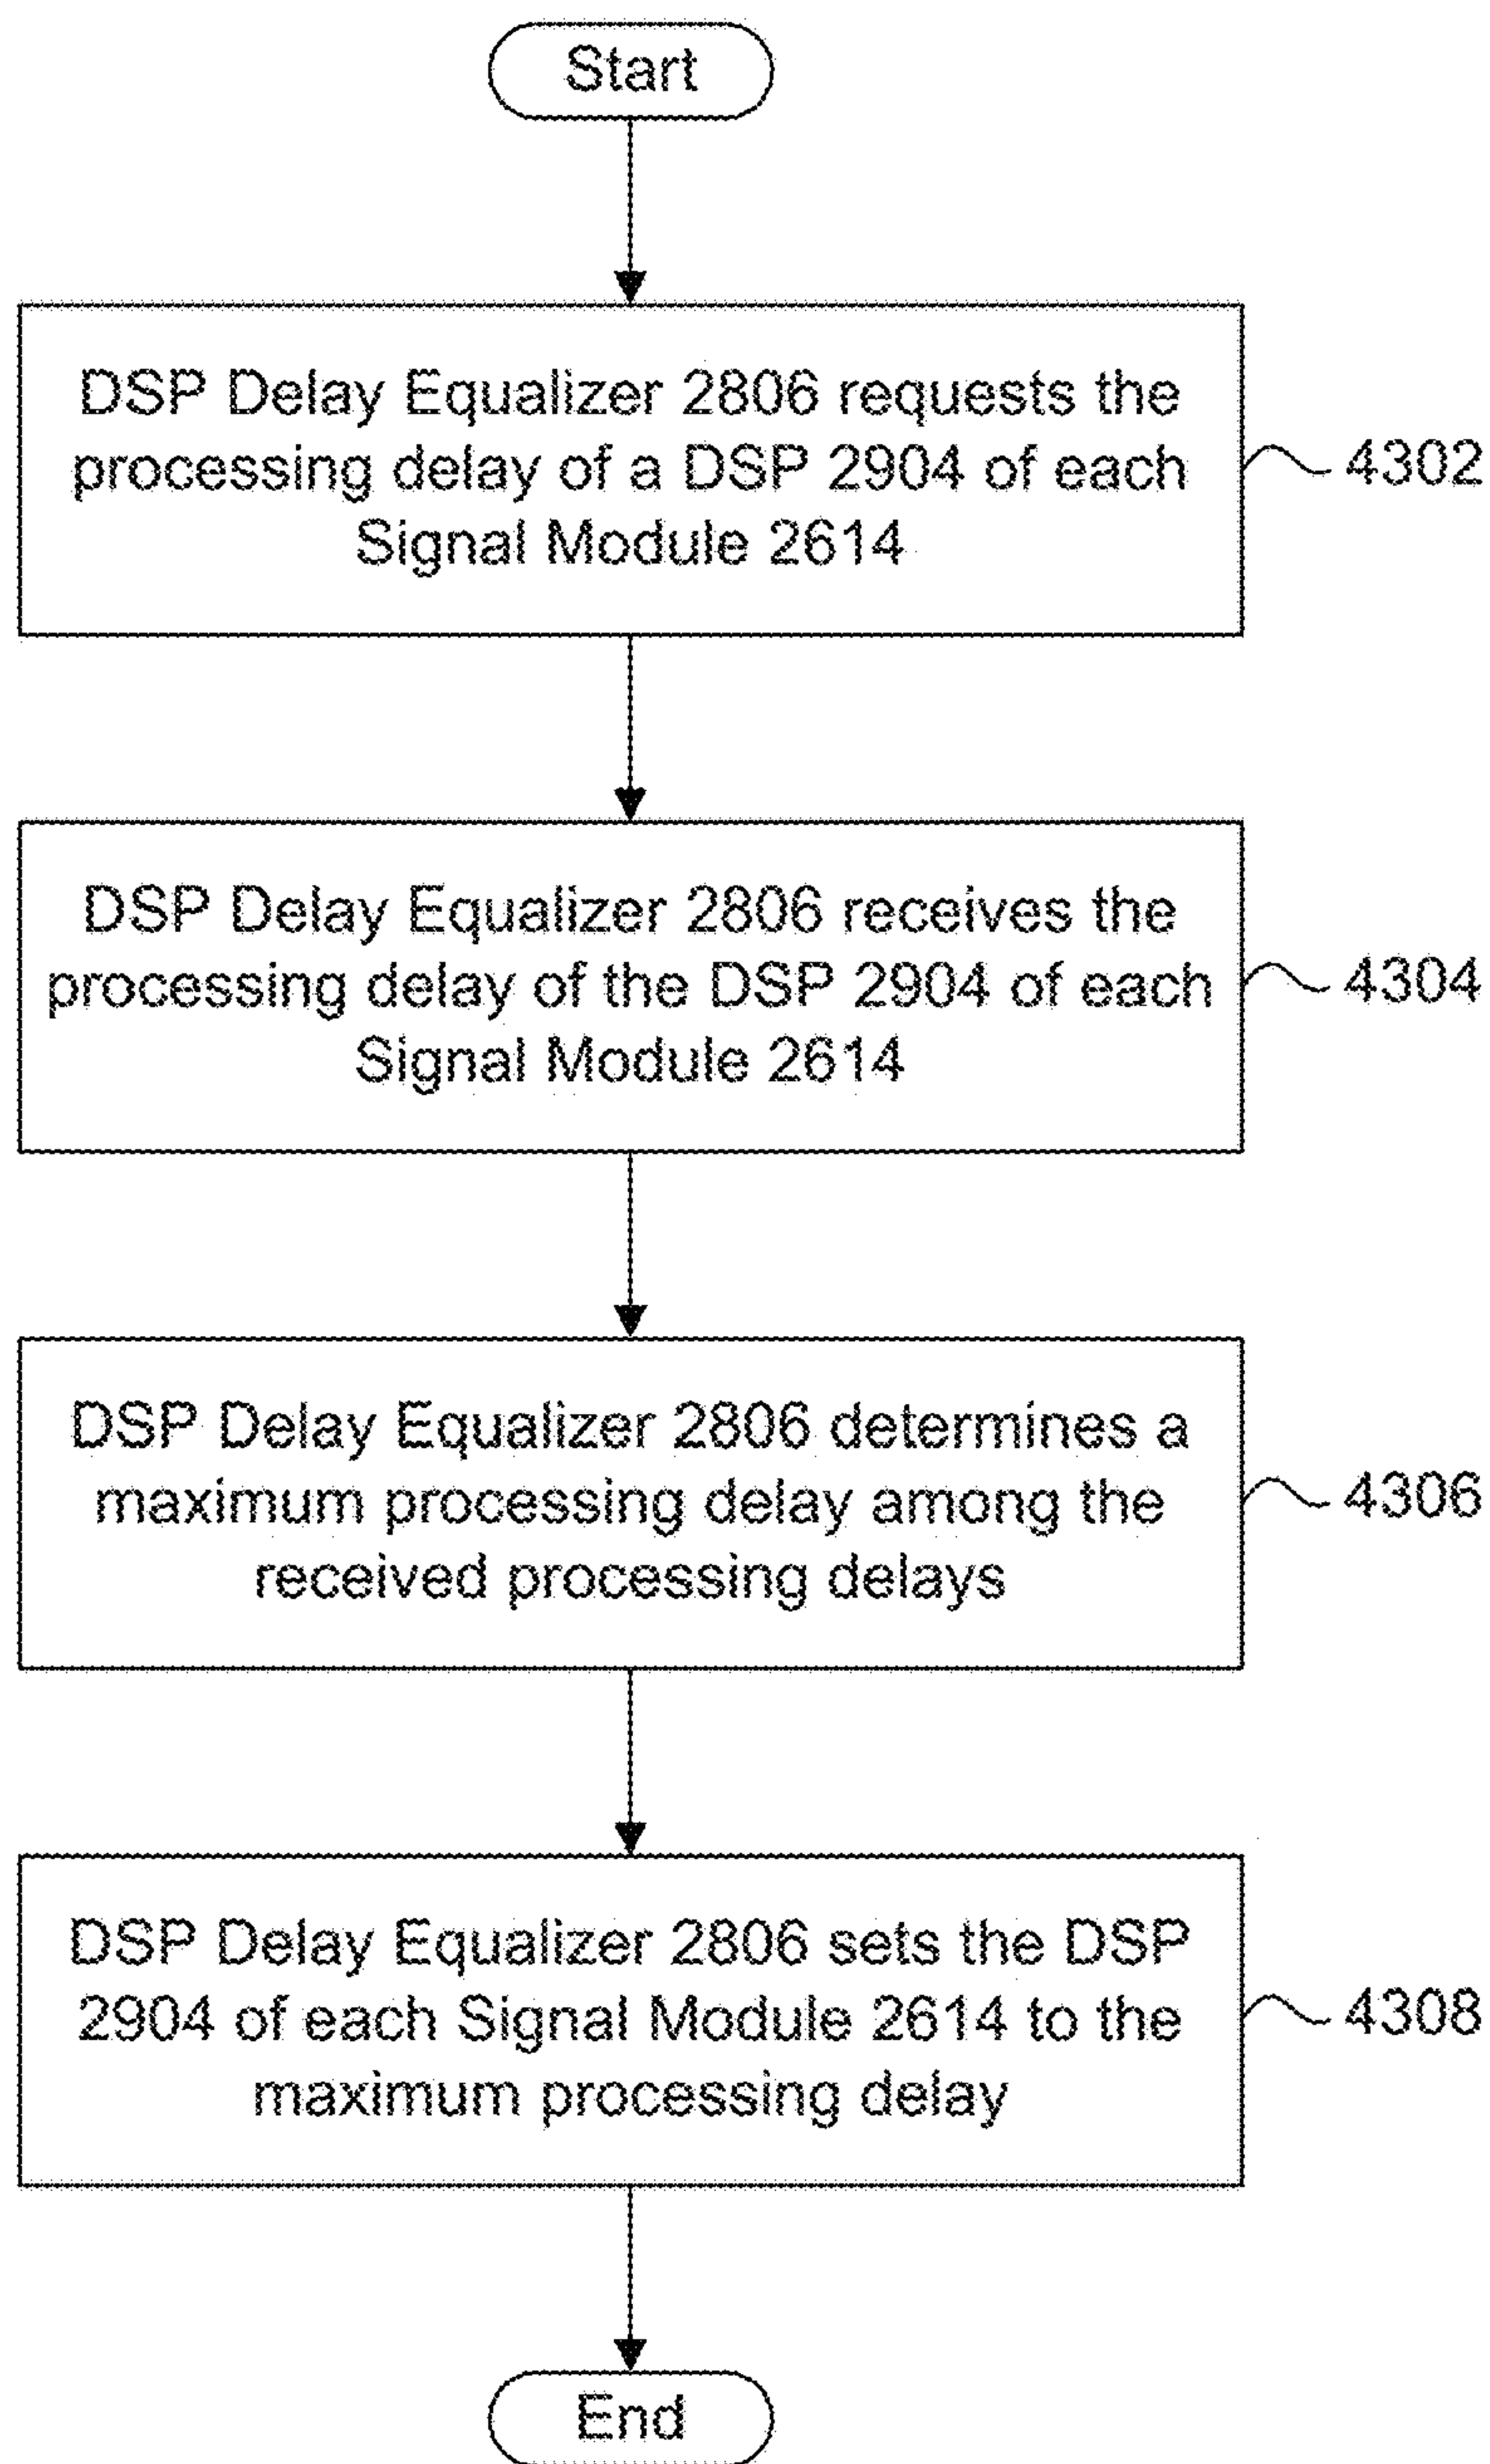 Start
DSP Delay Equalizer 2806 requests the
processing delay of a DSP 2904 of each
Signal Module 2614
4302
DSP Delay Equalizer 2806 receives the
processing delay of the DSP 2904 of each
Signal Module 2614
4304
DSP Delay Equalizer 2806 determines a
maximum processing delay among the
received processing delays
4306
DSP Delay Equalizer 2806 sets the DSP
2904 of each Signal Module 2614 to the
maximum processing delay
4308
End